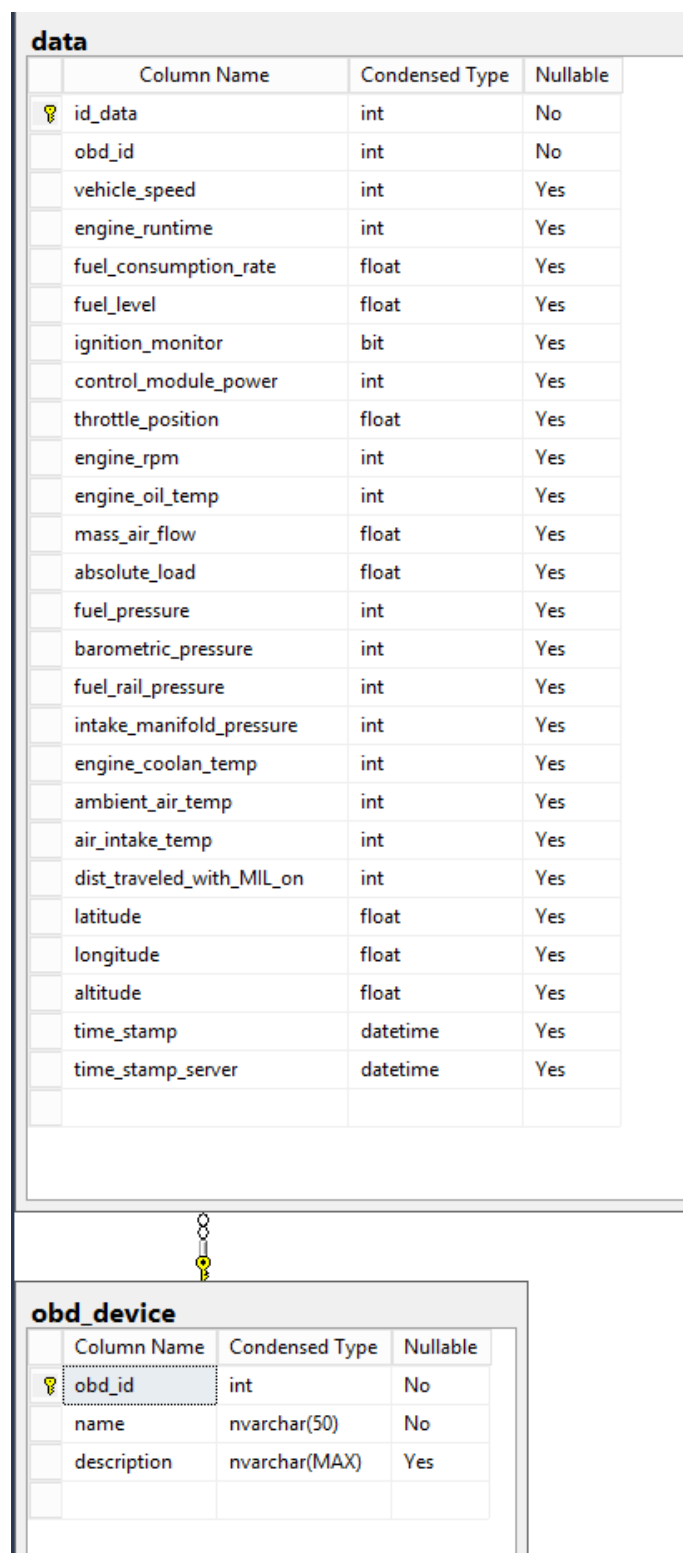 data
Column Name Condensed Type Nullable
id_data int No
obd_id int No
vehicle_speed int Yes
engine_runtime int Yes
fuel_consumption_rate float Yes
fuel_level float Yes
ignition_monitor bit Yes
control_module_power int Yes
throttle_position float Yes
engine_rpm int Yes
engine_oil_temp int Yes
mass_air_flow float Yes
absolute_load float Yes
fuel_pressure int Yes
barometric_pressure int Yes
fuel_rail_pressure int Yes
intake_manifold_pressure int Yes
engine_coolan_temp int Yes
ambient_air_temp int Yes
air_intake_temp int Yes
dist_traveled_with_MIL_on int Yes
latitude float Yes
longitude float Yes
altitude float Yes
time_stamp datetime Yes
time_stamp_server datetime Yes
obd_device
Column Name Condensed Type Nullable
obd_id int No
name nvarchar(50) No
description nvarchar(MAX) Yes